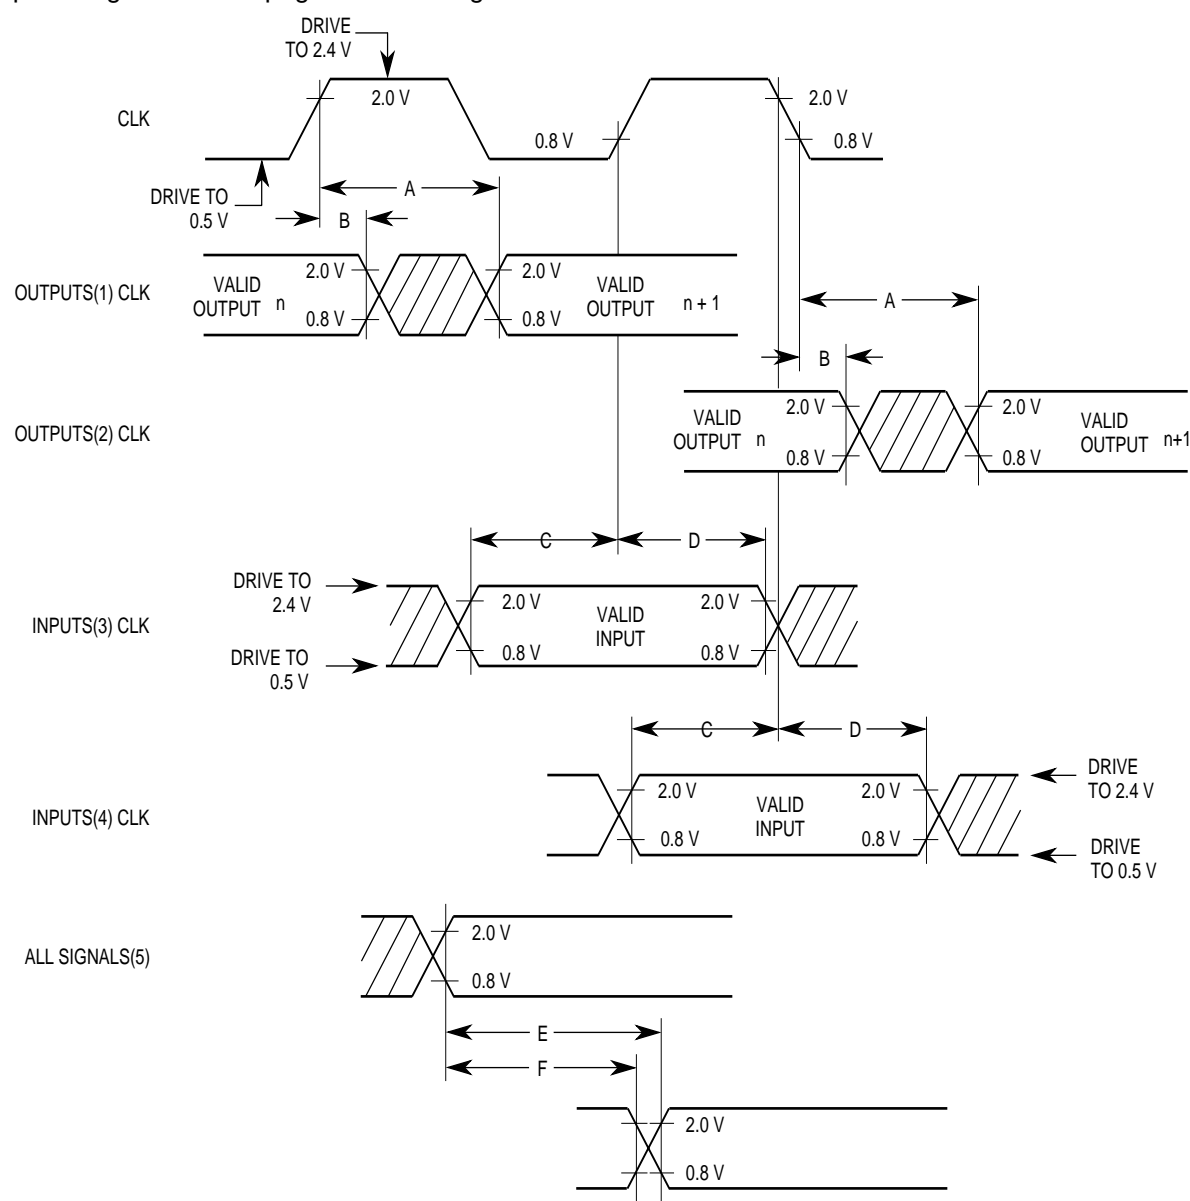 DRIVE
TO 2.4 V
2.0 V
2.0 V
CLK
0.8 V
0.8 V
DRIVE TO
0.5 V
A
B
OUTPUTS(1) CLK
VALID
OUTPUT n
2.0 V
0.8 V
2.0 V
0.8 V
VALID
OUTPUT n + 1
A
B
OUTPUTS(2) CLK
VALID
OUTPUT n
2.0 V
0.8 V
2.0 V
0.8 V
VALID
OUTPUT n+1
C
D
DRIVE TO
2.4 V
INPUTS(3) CLK
DRIVE TO
0.5 V
2.0 V
0.8 V
VALID
INPUT
2.0 V
0.8 V
C
D
INPUTS(4) CLK
2.0 V
0.8 V
VALID
INPUT
2.0 V
0.8 V
DRIVE
TO 2.4 V
DRIVE
TO 0.5 V
ALL SIGNALS(5)
2.0 V
0.8 V
E
F
2.0 V
0.8 V